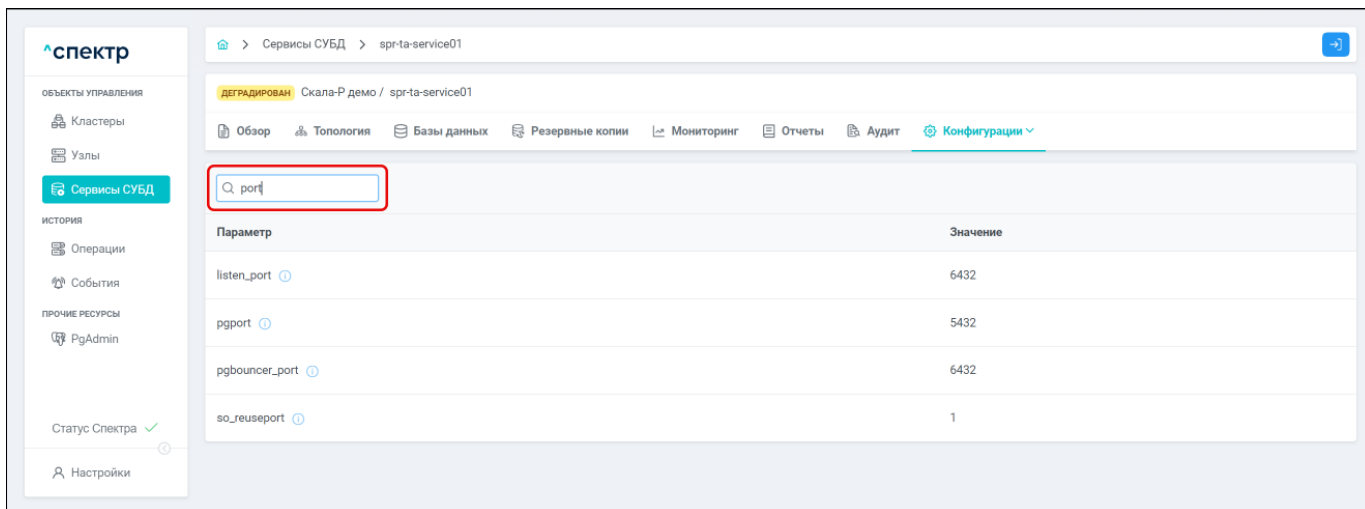 ^спектр
ОБЪЕКТЫ УПРАВЛЕНИЯ
Кластеры
Узлы
Сервисы СУБД
ИСТОРИЯ
Операции
События
ПРОЧИЕ РЕСУРСЫ
PgAdmin
Статус Спектра
Настройки
> Сервисы СУБД > spr-ta-service01
ДЕГРАДИРОВАН Скала-Р демо / spr-ta-service01
Обзор Топология Базы данных Резервные копии Мониторинг Отчеты Аудит Конфигурации
port
Параметр Значение
listen_port 6432
pgport 5432
pgbouncer_port 6432
so_reuseport 1